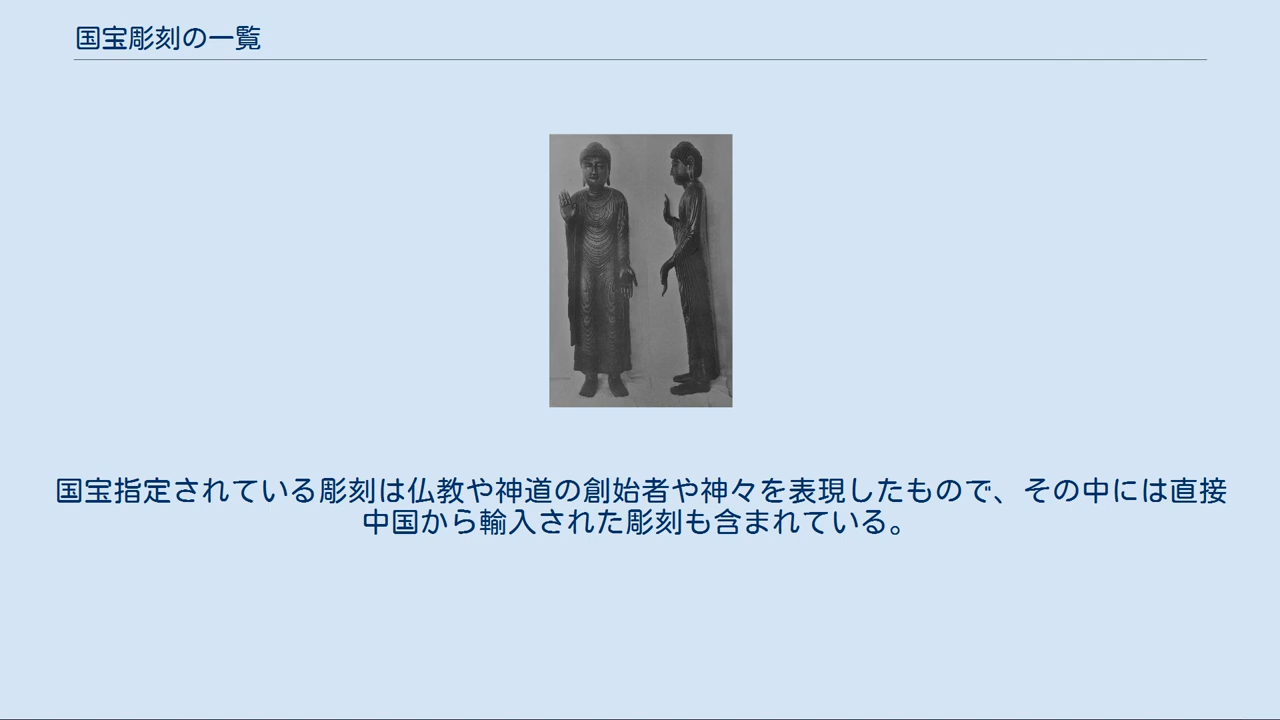 国宝彫刻の一覧
国宝指定されている彫刻は仏教や神道の創始者や神々を表現したもので、その中には直接
中国から輸入された彫刻も含まれている。